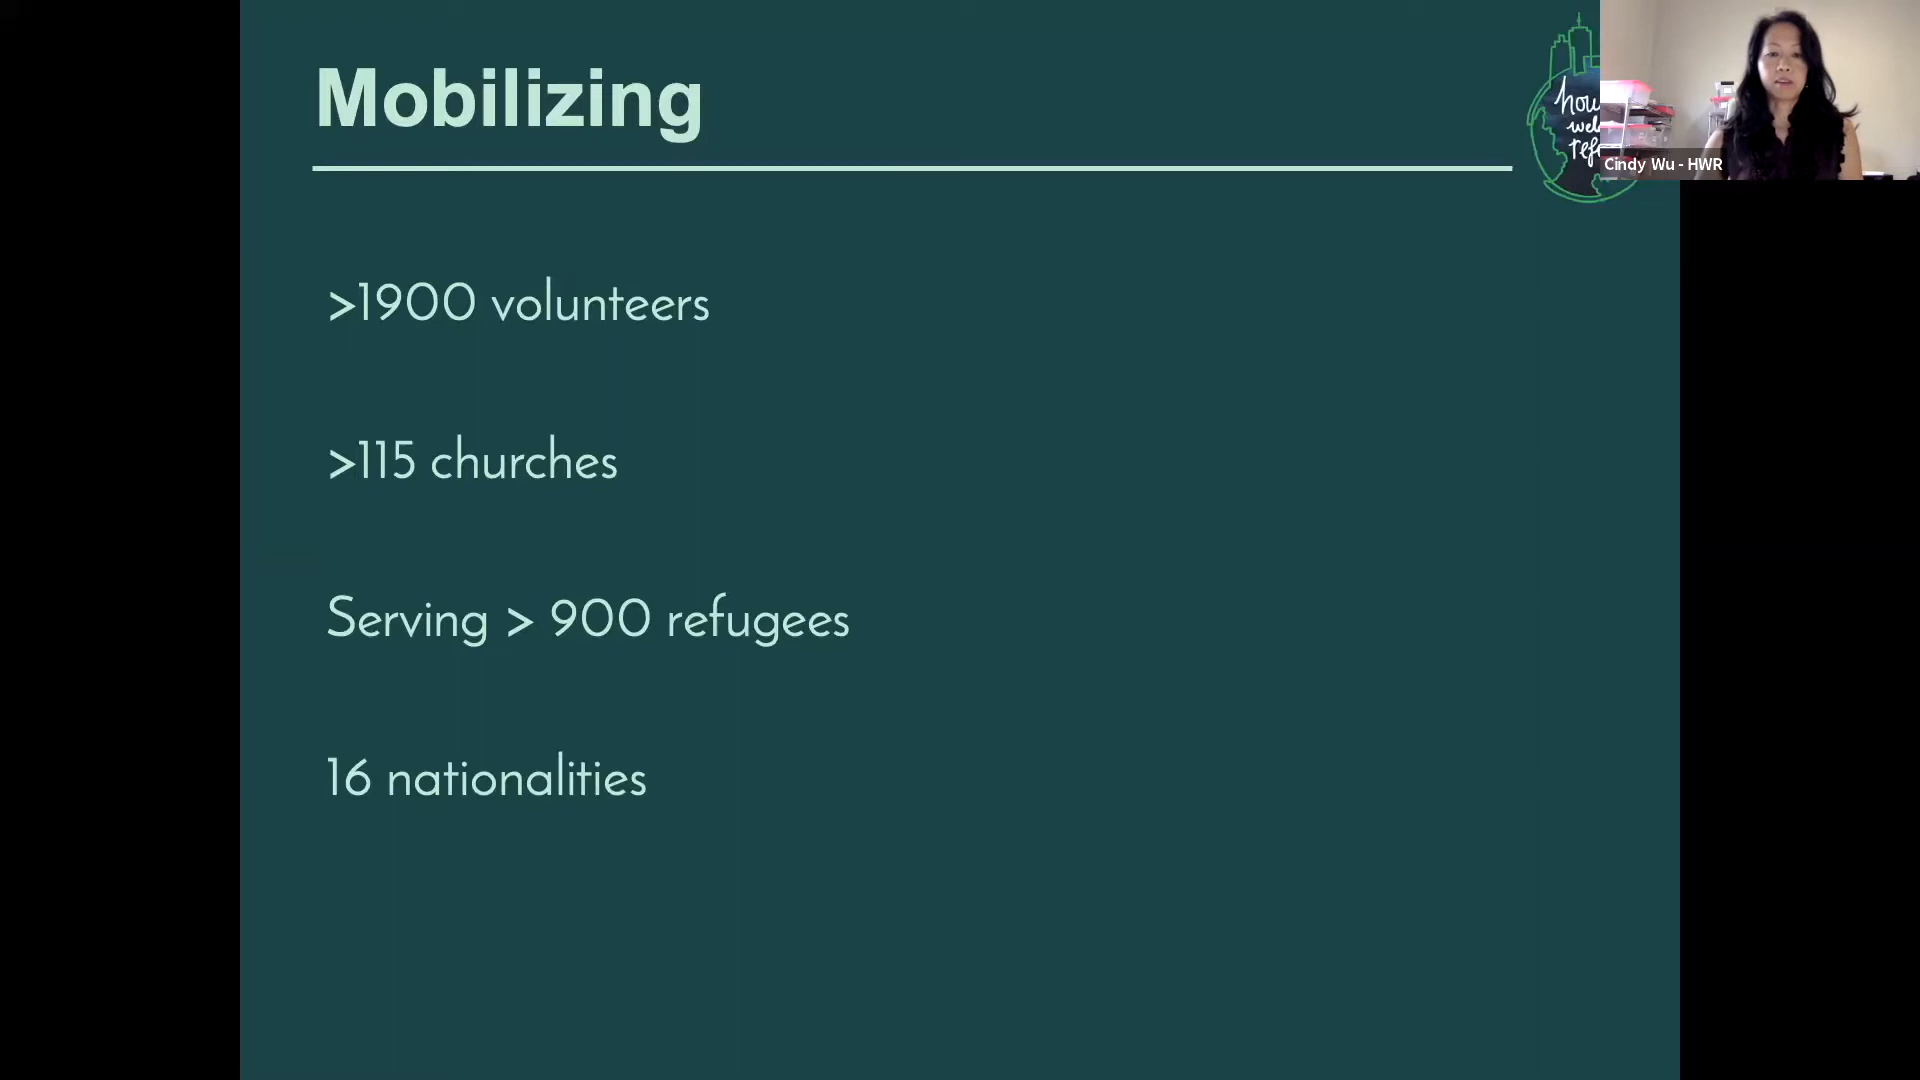 Mobilizing
>1900 volunteers
>115 churches
Serving > 900 refugees
16 nationalities
Cindy Wu - HWR